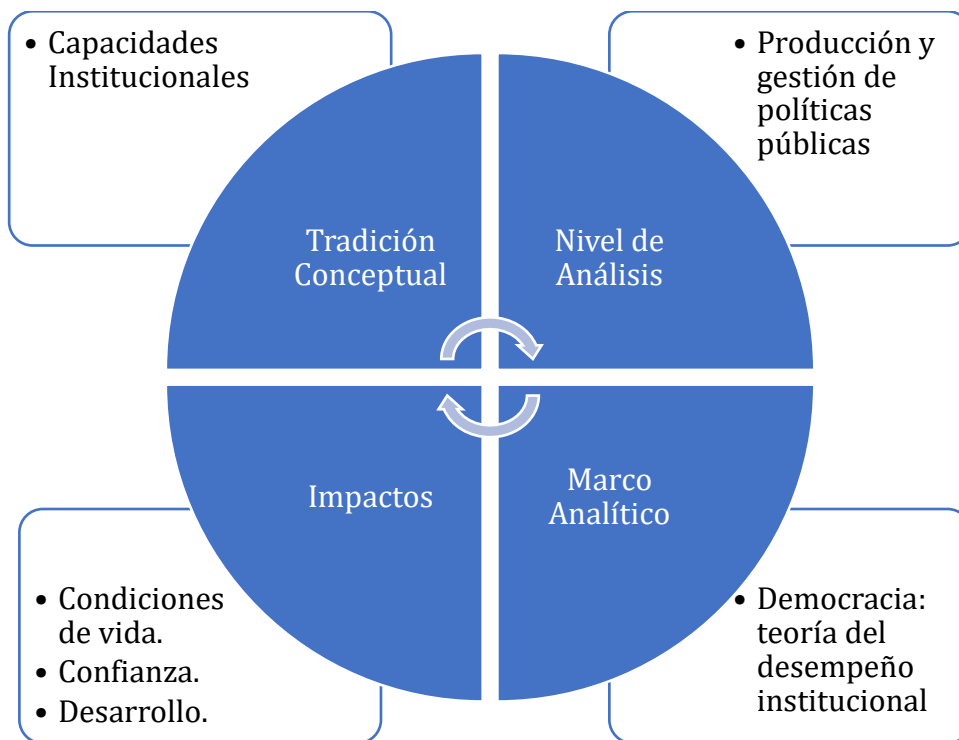 • Capacidades
Institucionales
• Producción y
gestión de
políticas
públicas
Tradición
Conceptual
Nivel de
Análisis
Impactos
Marco
Analítico
• Condiciones
de vida.
• Confianza.
• Desarrollo.
• Democracia:
teoría del
desempeño
institucional